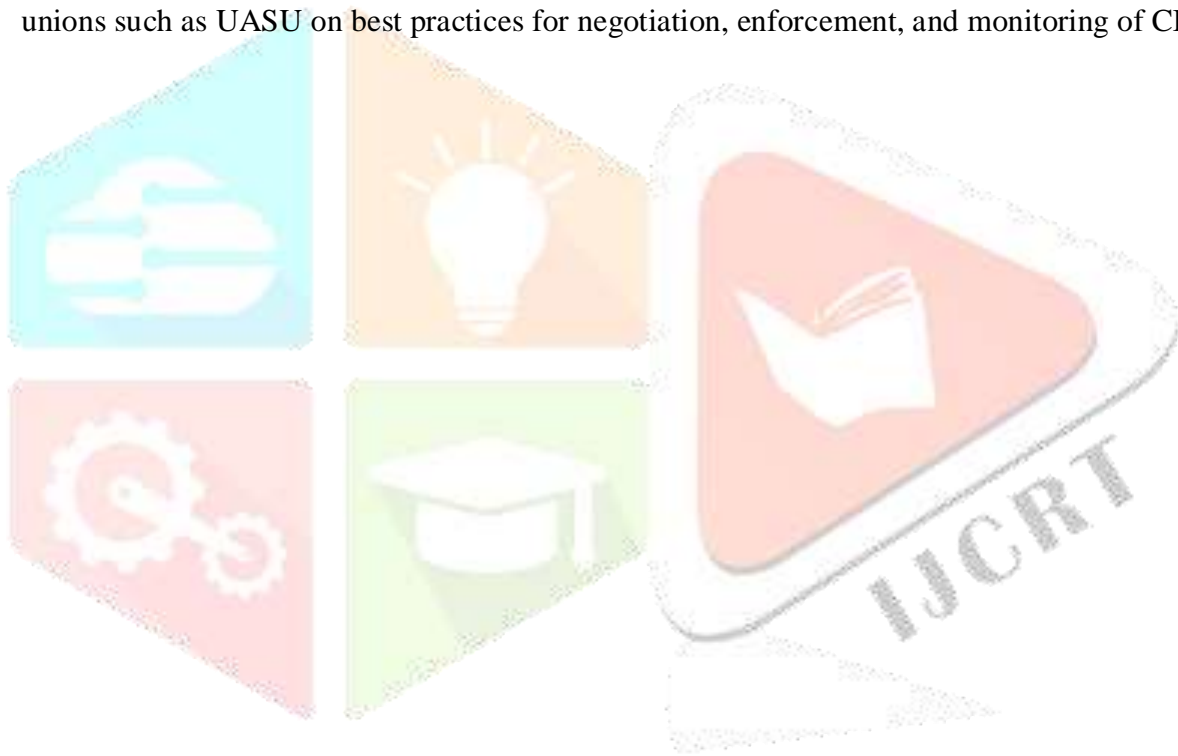 unions such as UASU on best practices for negotiation, enforcement, and monitoring of
IJCRT